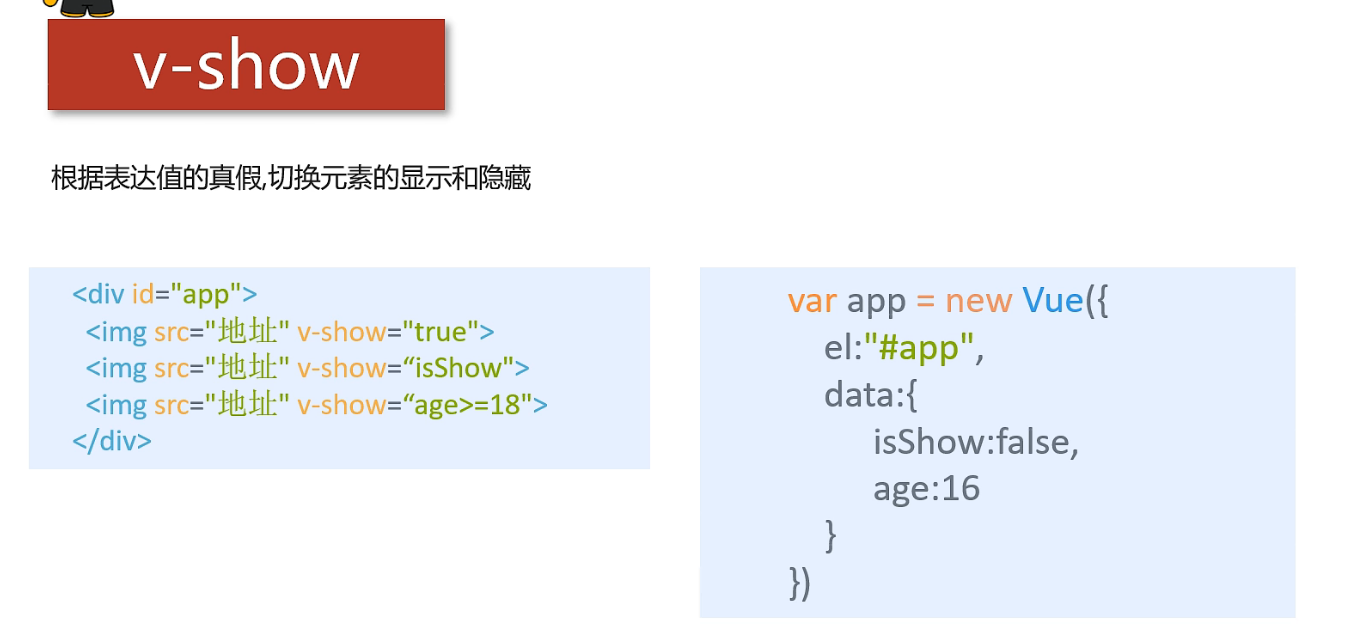 v-show
根据表达值的真假,切换元素的显示和隐藏
<div id="app">
<img src="地址" v-show="true">
<img src="地址" v-show=“isShow">
<img src="地址" v-show=“age>=18">
</div>
var app = new Vue({
el:"#app",
data:{
isShow:false,
age:16
}
})